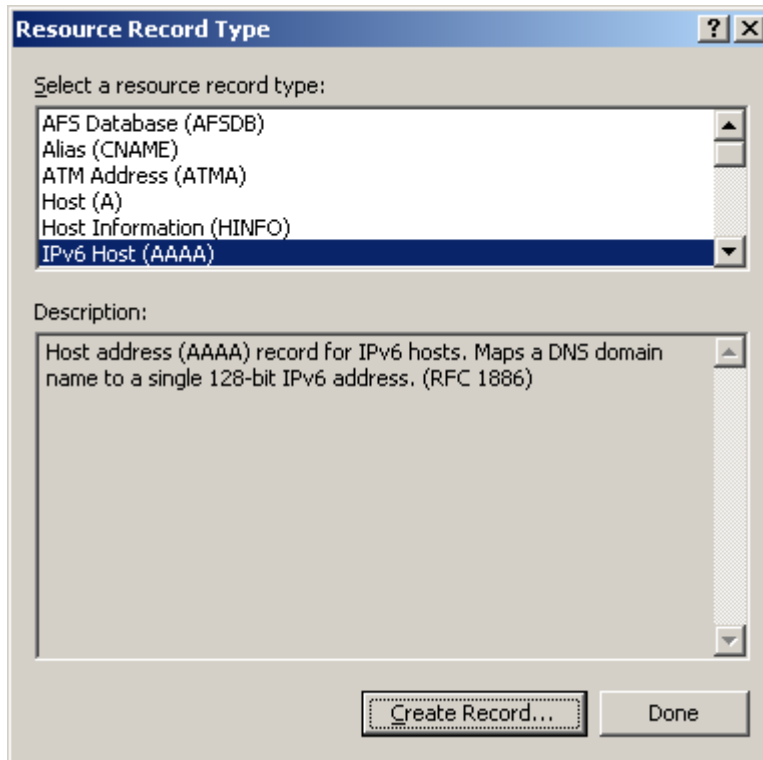 Resource Record Type
Select a resource record type:
AFS Database (AFSDB)
Alias (CNAME)
ATM Address (ATMA)
Host (A)
Host Information (HINFO)
IPv6 Host (AAAA)
Description:
Host address (AAAA) record for IPv6 hosts. Maps a DNS domain
name to a single 128-bit IPv6 address. (RFC 1886)
Create Record... Done